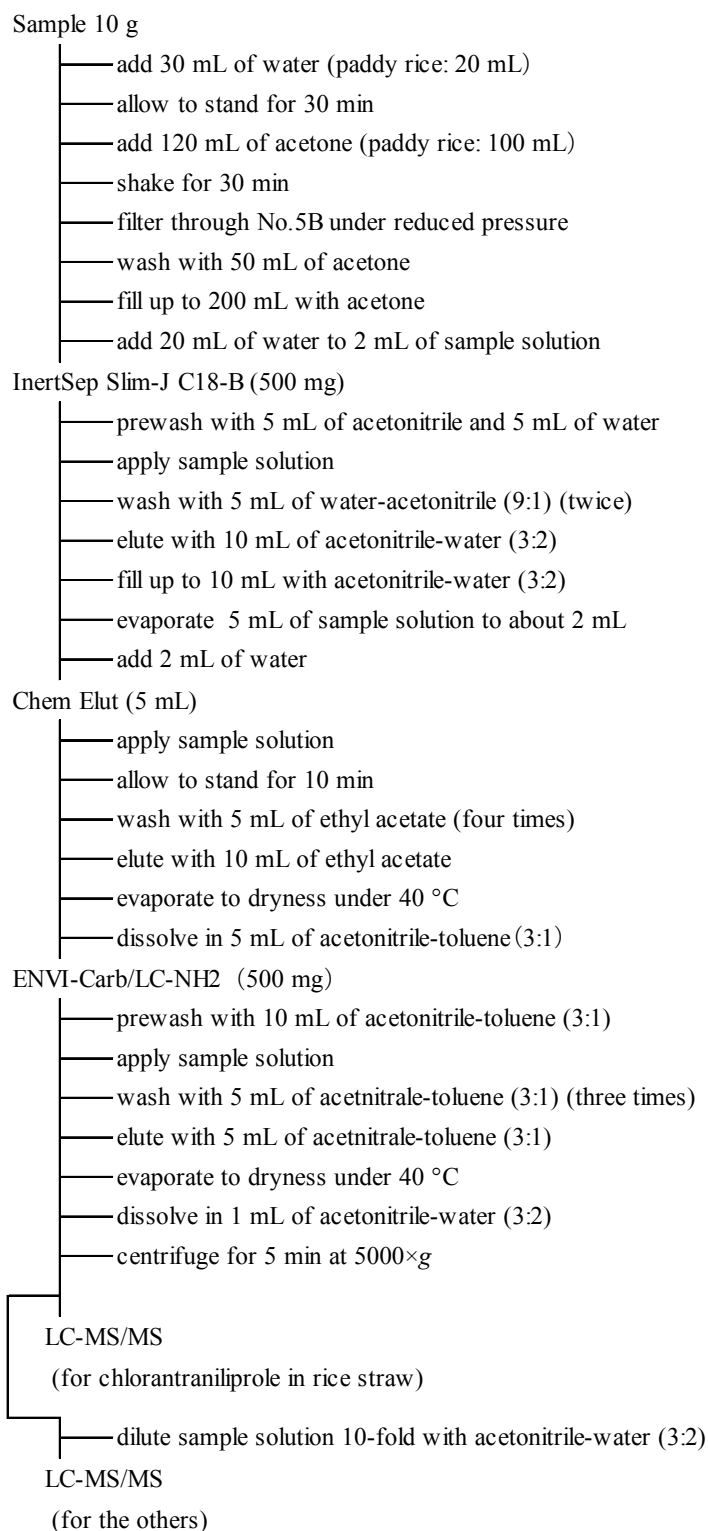 Sample 10 g
add 30 mL of water (paddy rice: 20 mL)
allow to stand for 30 min
add 120 mL of acetone (paddy rice: 100 mL)
shake for 30 min
filter through No.5B under reduced pressure
wash with 50 mL of acetone
fill up to 200 mL with acetone
add 20 mL of water to 2 mL of sample solution
InertSep Slim-J C18-B (500 mg)
prewash with 5 mL of acetonitrile and 5 mL of water
apply sample solution
wash with 5 mL of water-acetonitrile (9:1) (twice)
elute with 10 mL of acetonitrile-water (3:2)
fill up to 10 mL with acetonitrile-water (3:2)
evaporate 5 mL of sample solution to about 2 mL
add 2 mL of water
Chem Elut (5 mL)
apply sample solution
allow to stand for 10 min
wash with 5 mL of ethyl acetate (four times)
elute with 10 mL of ethyl acetate
evaporate to dryness under 40 °C
dissolve in 5 mL of acetonitrile-toluene (3:1)
ENVI-Carb/LC-NH2 (500 mg)
prewash with 10 mL of acetonitrile-toluene (3:1)
apply sample solution
wash with 5 mL of acetnitrale-toluene (3:1) (three times)
elute with 5 mL of acetnitrale-toluene (3:1)
evaporate to dryness under 40 °C
dissolve in 1 mL of acetonitrile-water (3:2)
centrifuge for 5 min at 5000×g
LC-MS/MS
(for chlorantraniliprole in rice straw)
dilute sample solution 10-fold with acetonitrile-water (3:2)
LC-MS/MS
(for the others)